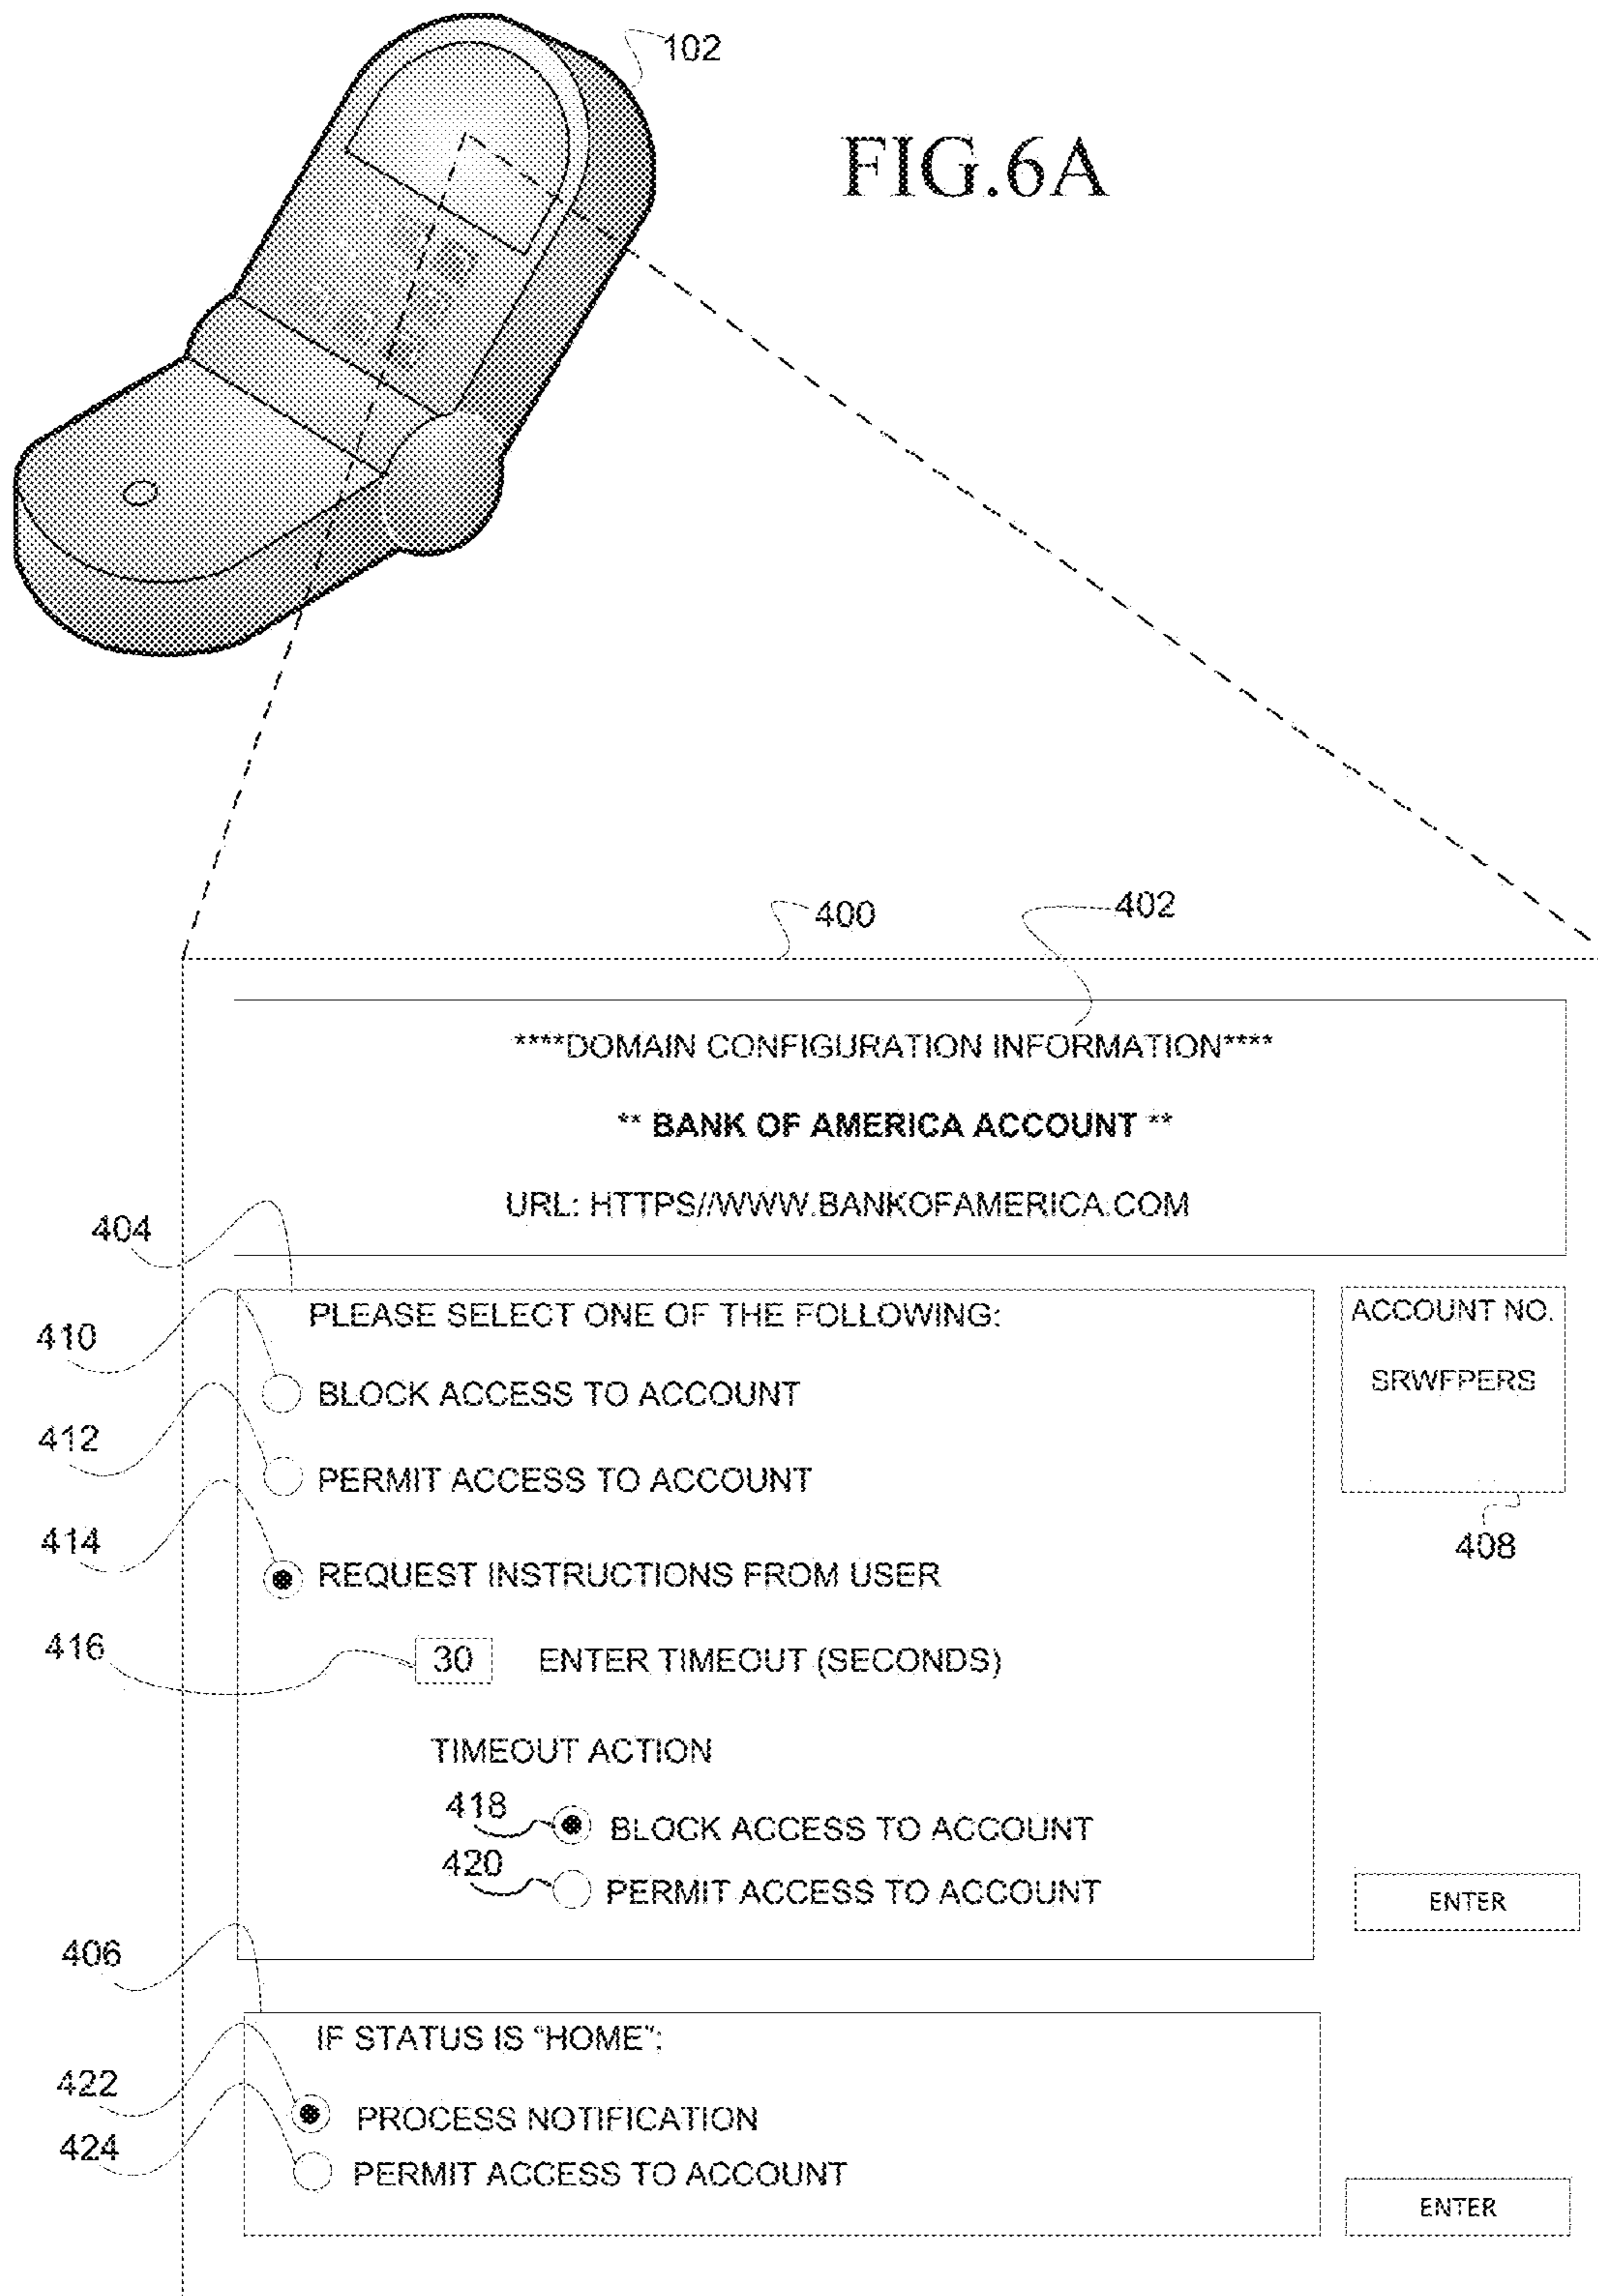 102
FIG.6A
400
402
****DOMAIN CONFIGURATION INFORMATION****
** BANK OF AMERICA ACCOUNT **
URL: HTTPS//WWW.BANKOFAMERICA.COM
404
PLEASE SELECT ONE OF THE FOLLOWING:
ACCOUNT NO.
SRWFPERS
408
410
BLOCK ACCESS TO ACCOUNT
412
PERMIT ACCESS TO ACCOUNT
414
REQUEST INSTRUCTIONS FROM USER
416
30 ENTER TIMEOUT (SECONDS)
TIMEOUT ACTION
418
BLOCK ACCESS TO ACCOUNT
420
PERMIT ACCESS TO ACCOUNT
ENTER
406
IF STATUS IS “HOME”:
422
PROCESS NOTIFICATION
424
PERMIT ACCESS TO ACCOUNT
ENTER